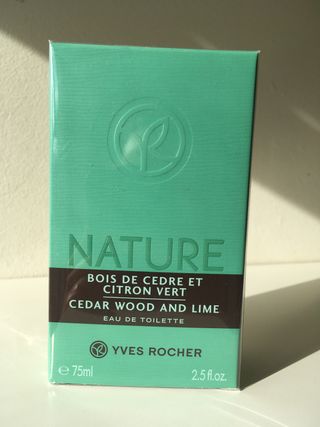 NATURE
BOIS DE CEDRE ET
CITRON VERT
CEDAR WOOD AND LIME
EAU DE TOILETTE
YVES ROCHER
℮ 75ml 2.5 fl.oz.